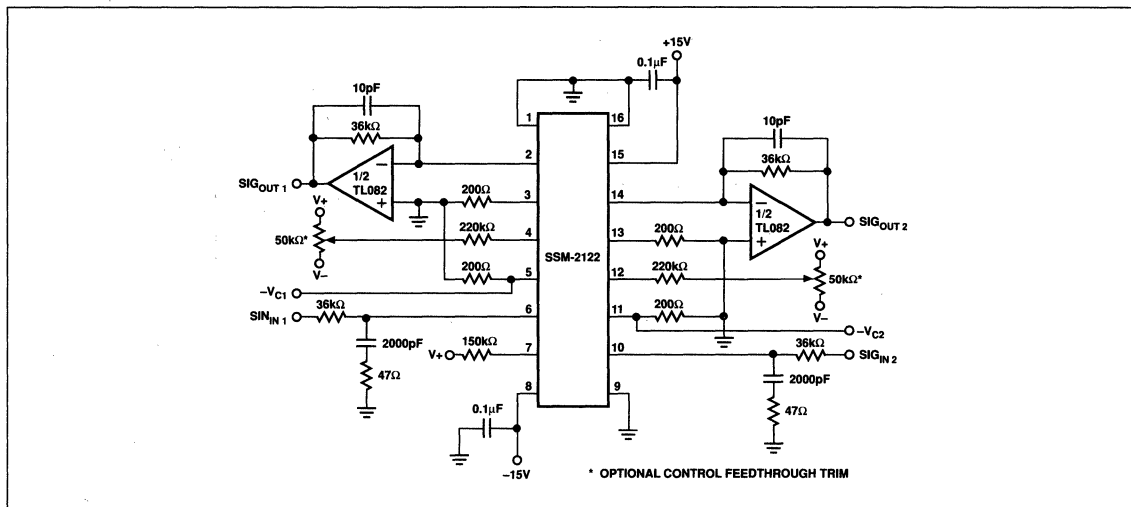 +15V
0.1µF
10pF
36kΩ
1
16
10pF
36kΩ
2
15
SIG OUT 1
1/2
TL082
−
+
200Ω
3
14
−
+
1/2
TL082
SIG OUT 2
V+
50kΩ*
V−
220kΩ
4
13
200Ω
SSM-2122
200Ω
5
12
220kΩ
V+
50kΩ*
V−
−VC1
36kΩ
SIN IN 1
6
11
200Ω
−VC2
2000pF
47Ω
V+
150kΩ
7
10
36kΩ
SIG IN 2
2000pF
47Ω
8
9
0.1µF
−15V
* OPTIONAL CONTROL FEEDTHROUGH TRIM